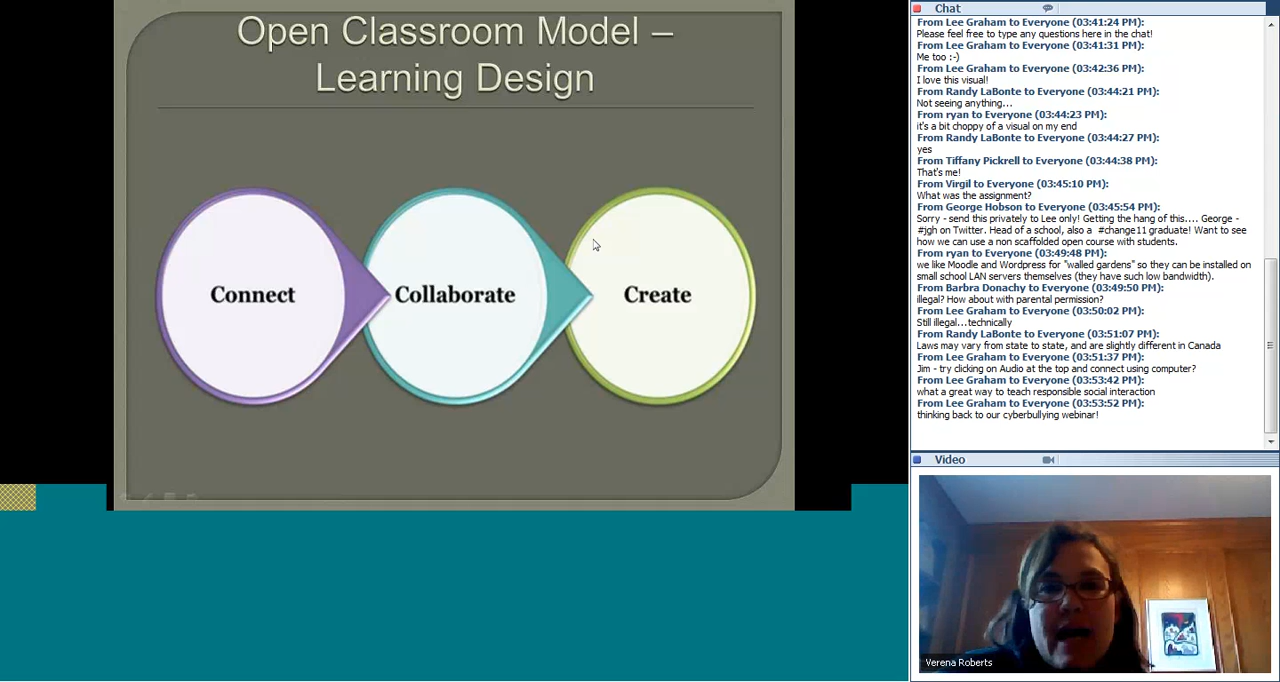 Open Classroom Model –
Learning Design
Connect
Collaborate
Create
Chat
From Lee Graham to Everyone (03:41:24 PM):
Please feel free to type any questions here in the chat!
From Lee Graham to Everyone (03:41:31 PM):
Me too :-)
From Lee Graham to Everyone (03:42:36 PM):
I love this visual!
From Randy LaBonte to Everyone (03:44:21 PM):
Not seeing anything...
From ryan to Everyone (03:44:23 PM):
it's a bit choppy of a visual on my end
From Randy LaBonte to Everyone (03:44:27 PM):
yes
From Tiffany Pickrell to Everyone (03:44:38 PM):
That's me!
From Virgil to Everyone (03:45:10 PM):
What was the assignment?
From George Hobson to Everyone (03:45:54 PM):
Sorry - send this privately to Lee only! Getting the hang of this.... George -
#jgh on Twitter. Head of a school, also a #change11 graduate! Want to see
how we can use a non scaffolded open course with students.
From ryan to Everyone (03:49:48 PM):
we like Moodle and Wordpress for "walled gardens" so they can be installed on
small school LAN servers themselves (they have such low bandwidth).
From Barbra Donachy to Everyone (03:49:50 PM):
illegal? How about with parental permission?
From Lee Graham to Everyone (03:50:02 PM):
Still illegal...technically
From Randy LaBonte to Everyone (03:51:07 PM):
Laws may vary from state to state, and are slightly different in Canada
From Lee Graham to Everyone (03:51:37 PM):
Jim - try clicking on Audio at the top and connect using computer?
From Lee Graham to Everyone (03:53:42 PM):
what a great way to teach responsible social interaction
From Lee Graham to Everyone (03:53:52 PM):
thinking back to our cyberbullying webinar!
Video
Verena Roberts